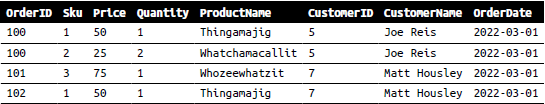 OrderID Sku Price Quantity ProductName CustomerID CustomerName OrderDate
100 1 50 1 Thingamajig 5 Joe Reis 2022-03-01
100 2 25 2 Whatchamacallit 5 Joe Reis 2022-03-01
101 3 75 1 Whozeewhatzit 7 Matt Housley 2022-03-01
102 1 50 1 Thingamajig 7 Matt Housley 2022-03-01